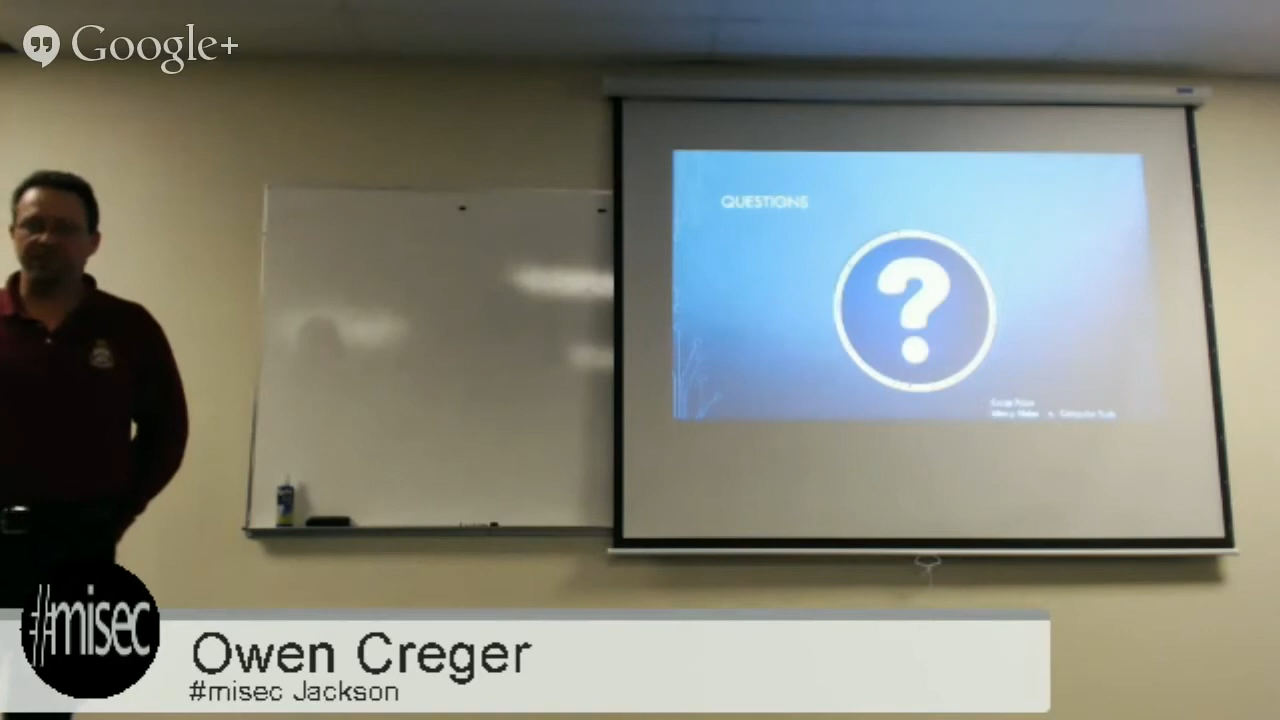 Google+
QUESTIONS
?
#misec
Owen Creger
#misec Jackson